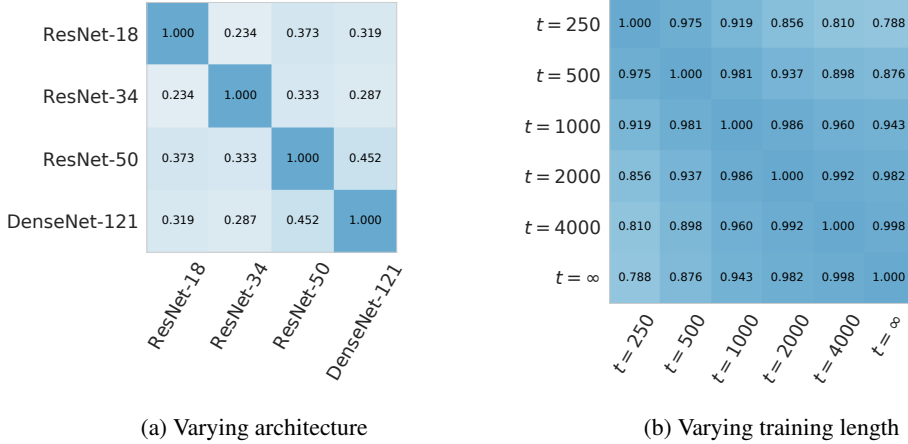 ResNet-18 1.000 0.234 0.373 0.319
ResNet-34 0.234 1.000 0.333 0.287
ResNet-50 0.373 0.333 1.000 0.452
DenseNet-121 0.319 0.287 0.452 1.000
ResNet-18 ResNet-34 ResNet-50 DenseNet-121
(a) Varying architecture
t = 250 1.000 0.975 0.919 0.856 0.810 0.788
t = 500 0.975 1.000 0.981 0.937 0.898 0.876
t = 1000 0.919 0.981 1.000 0.986 0.960 0.943
t = 2000 0.856 0.937 0.986 1.000 0.992 0.982
t = 4000 0.810 0.898 0.960 0.992 1.000 0.998
t = ∞ 0.788 0.876 0.943 0.982 0.998 1.000
t = 250 t = 500 t = 1000 t = 2000 t = 4000 t = ∞
(b) Varying training length